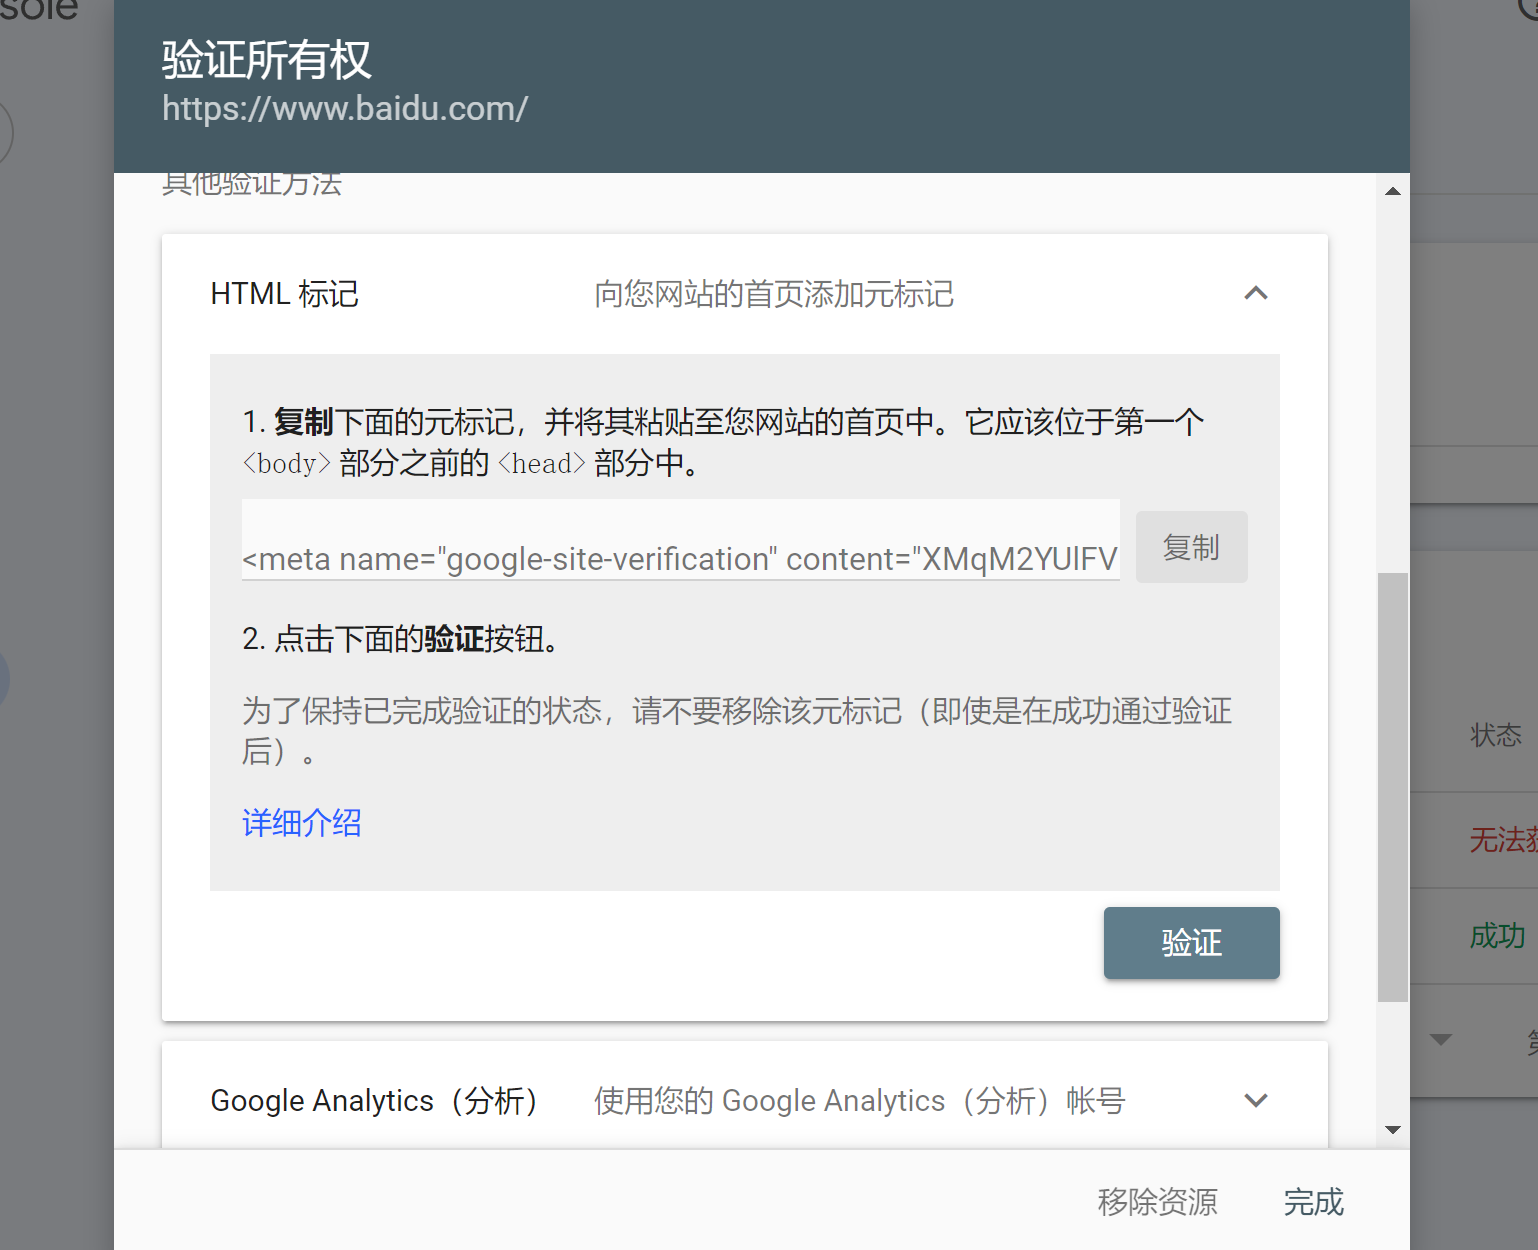 sole
验证所有权
https://www.baidu.com/
其他验证方法
HTML 标记
向您网站的首页添加元标记
1. 复制下面的元标记，并将其粘贴至您网站的首页中。它应该位于第一个
<body> 部分之前的 <head> 部分中。
<meta name="google-site-verification" content="XMqM2YUlFV
复制
2. 点击下面的验证按钮。
为了保持已完成验证的状态，请不要移除该元标记（即使是在成功通过验证
后）。
详细介绍
验证
状态
无法获
成功
Google Analytics（分析）
使用您的 Google Analytics（分析）帐号
移除资源
完成